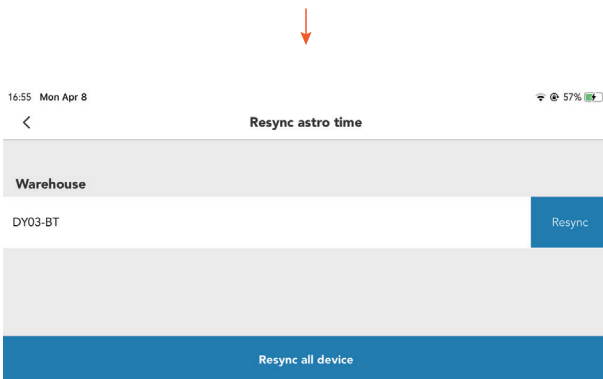 16:55 Mon Apr 8 57%
Resync astro time
Warehouse
DY03-BT Resync
Resync all device